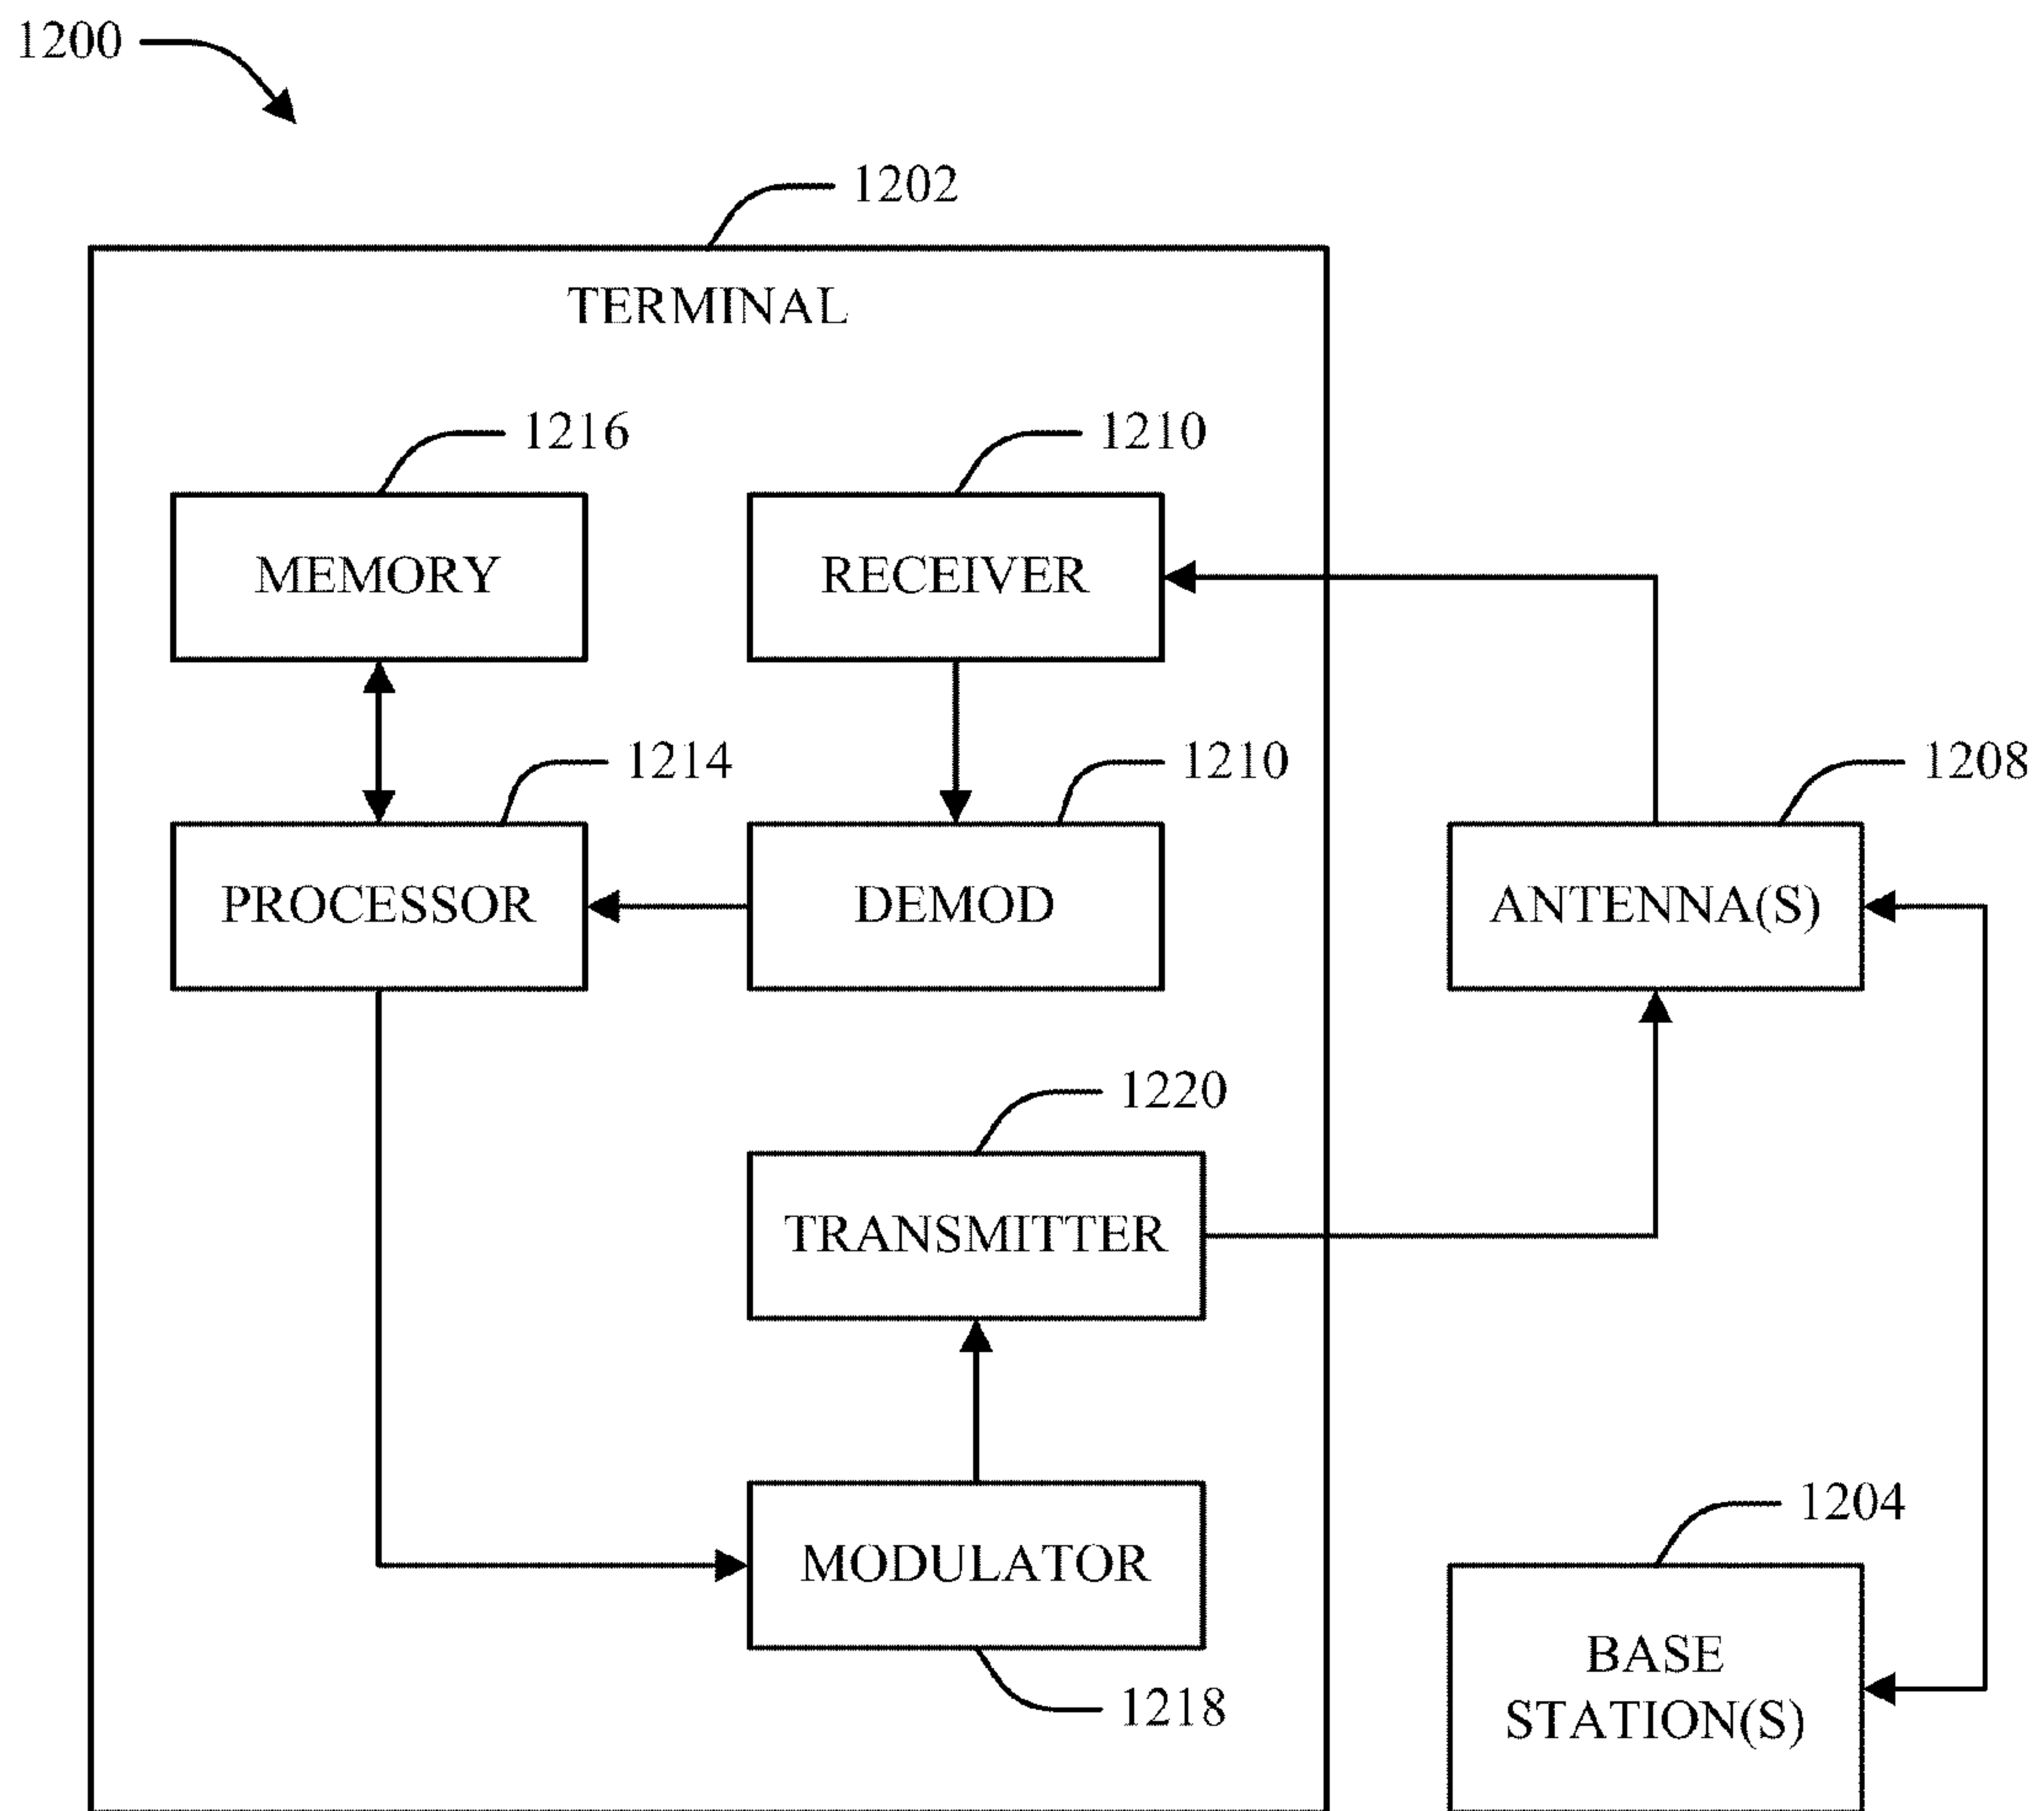 1200
1202
TERMINAL
1216
1210
MEMORY
RECEIVER
1214
1210
1208
PROCESSOR
DEMOD
ANTENNA(S)
1220
TRANSMITTER
1204
MODULATOR
BASE
STATION(S)
1218